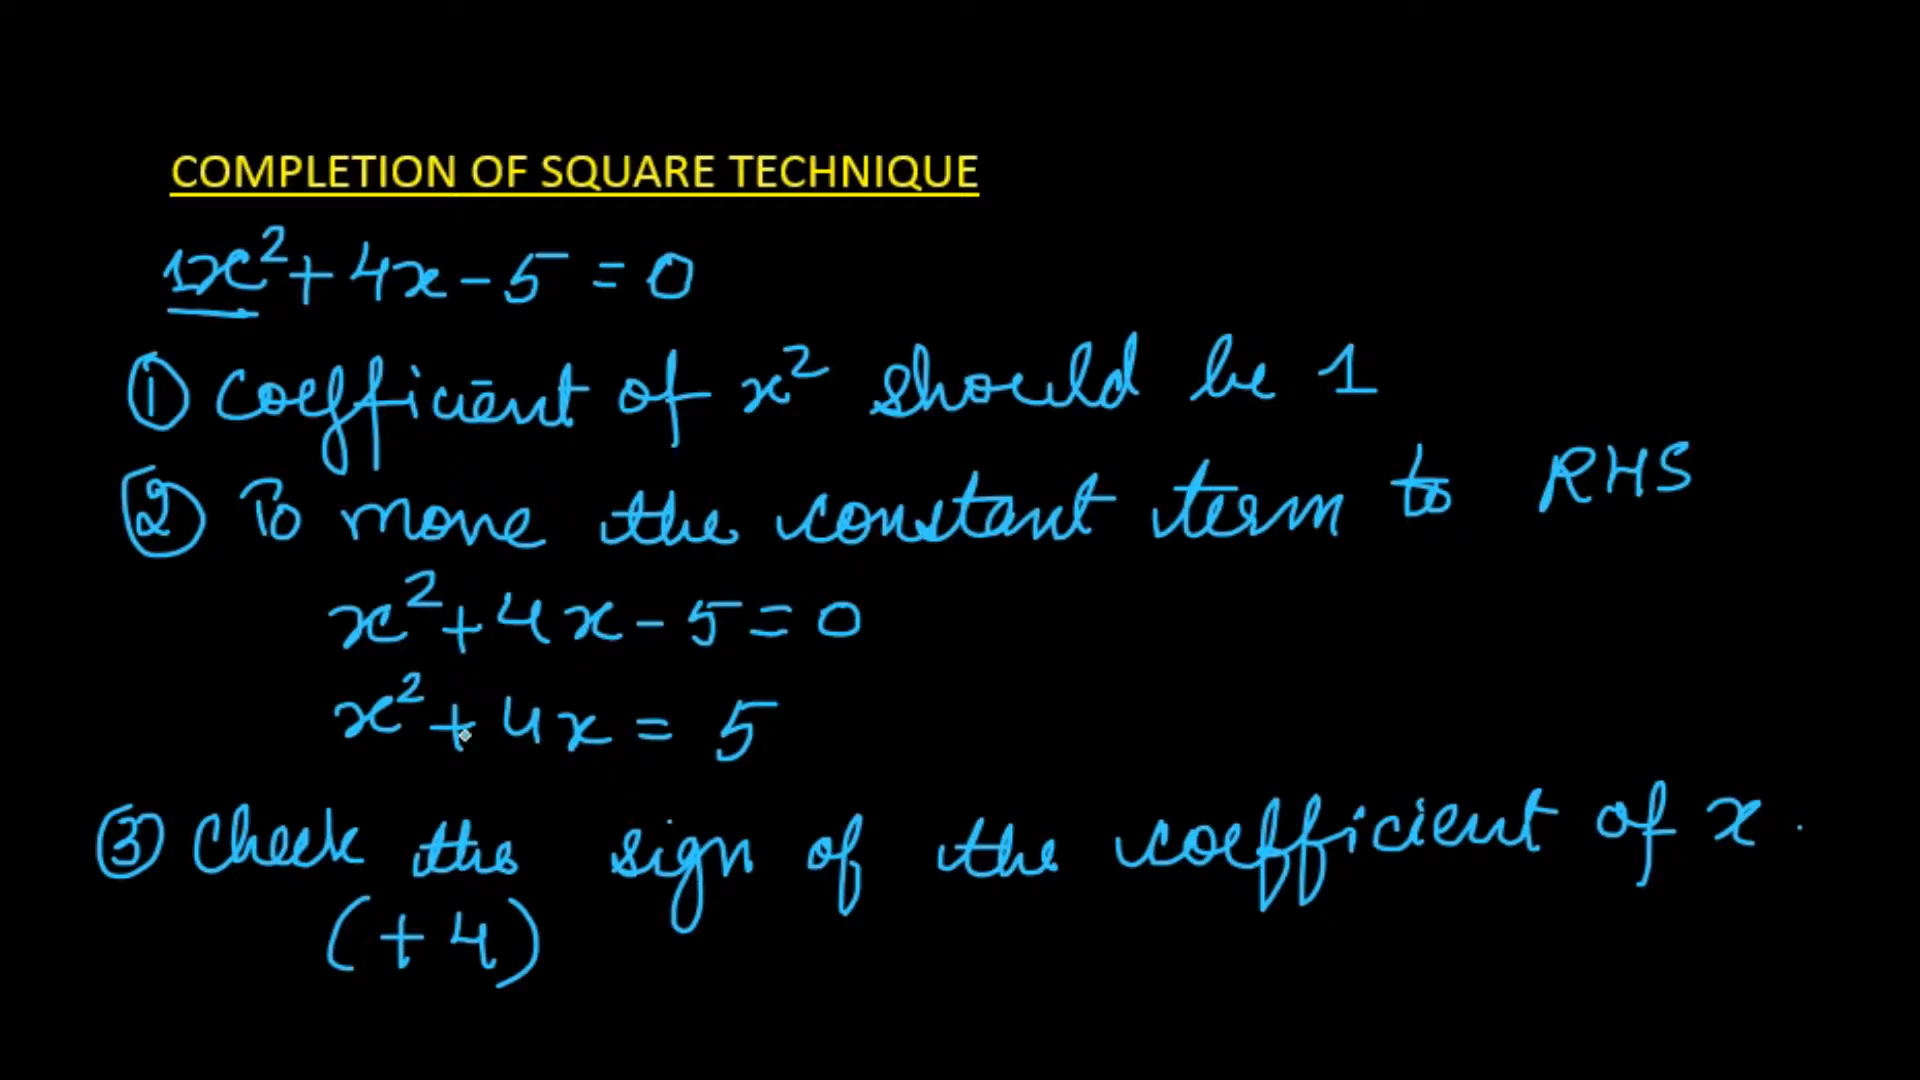 COMPLETION OF SQUARE TECHNIQUE
1x²+4x-5=0
① Coefficient of x² should be 1
② To move the constant term to RHS
x²+4x-5=0
x²+4x=5
③ Check the sign of the coefficient of x.
(+4)